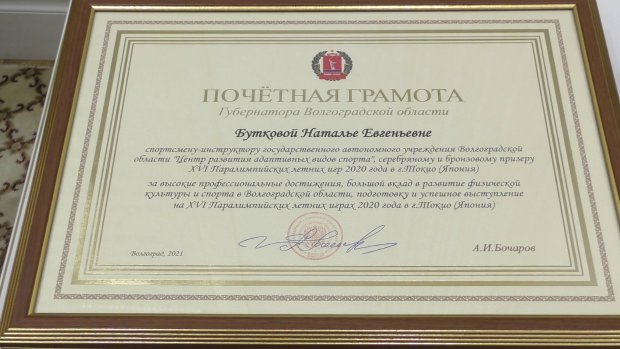 ПОЧЁТНАЯ ГРАМОТА
Губернатора Волгоградской области
Бутковой Наталье Евгеньевне
спортсмену-инструктору государственного автономного учреждения Волгоградской
области "Центр развития адаптивных видов спорта", серебряному и бронзовому призеру
XVI Паралимпийских летних игр 2020 года в г.Токио (Япония)
за высокие профессиональные достижения, большой вклад в развитие физической
культуры и спорта в Волгоградской области, подготовку и успешное выступление
на XVI Паралимпийских летних играх 2020 года в г.Токио (Япония)
Волгоград, 2021
А.И.Бочаров